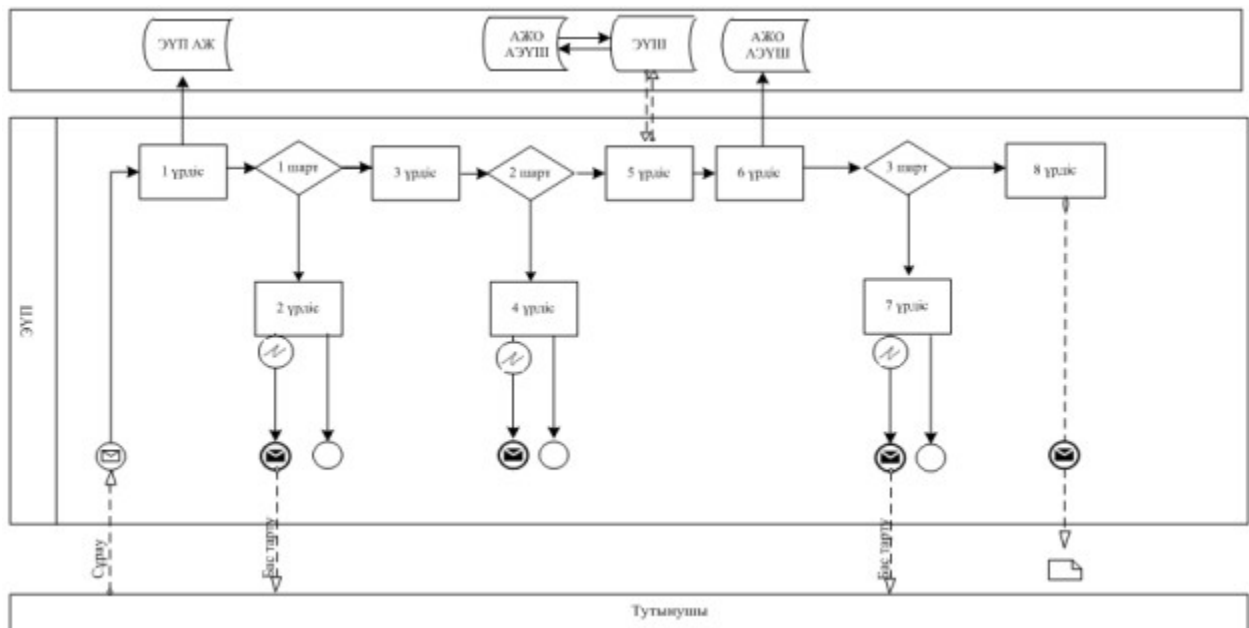 ЭҮП АЖ
АЖО
АЭҮШ
ЭҮШ
АЖО
АЭҮШ
1 үрдіс
1 шарт
3 үрдіс
2 шарт
5 үрдіс
6 үрдіс
3 шарт
8 үрдіс
2 үрдіс
4 үрдіс
7 үрдіс
ЭҮП
Сұрау
Бас тарту
Бас тарту
Тутынушы